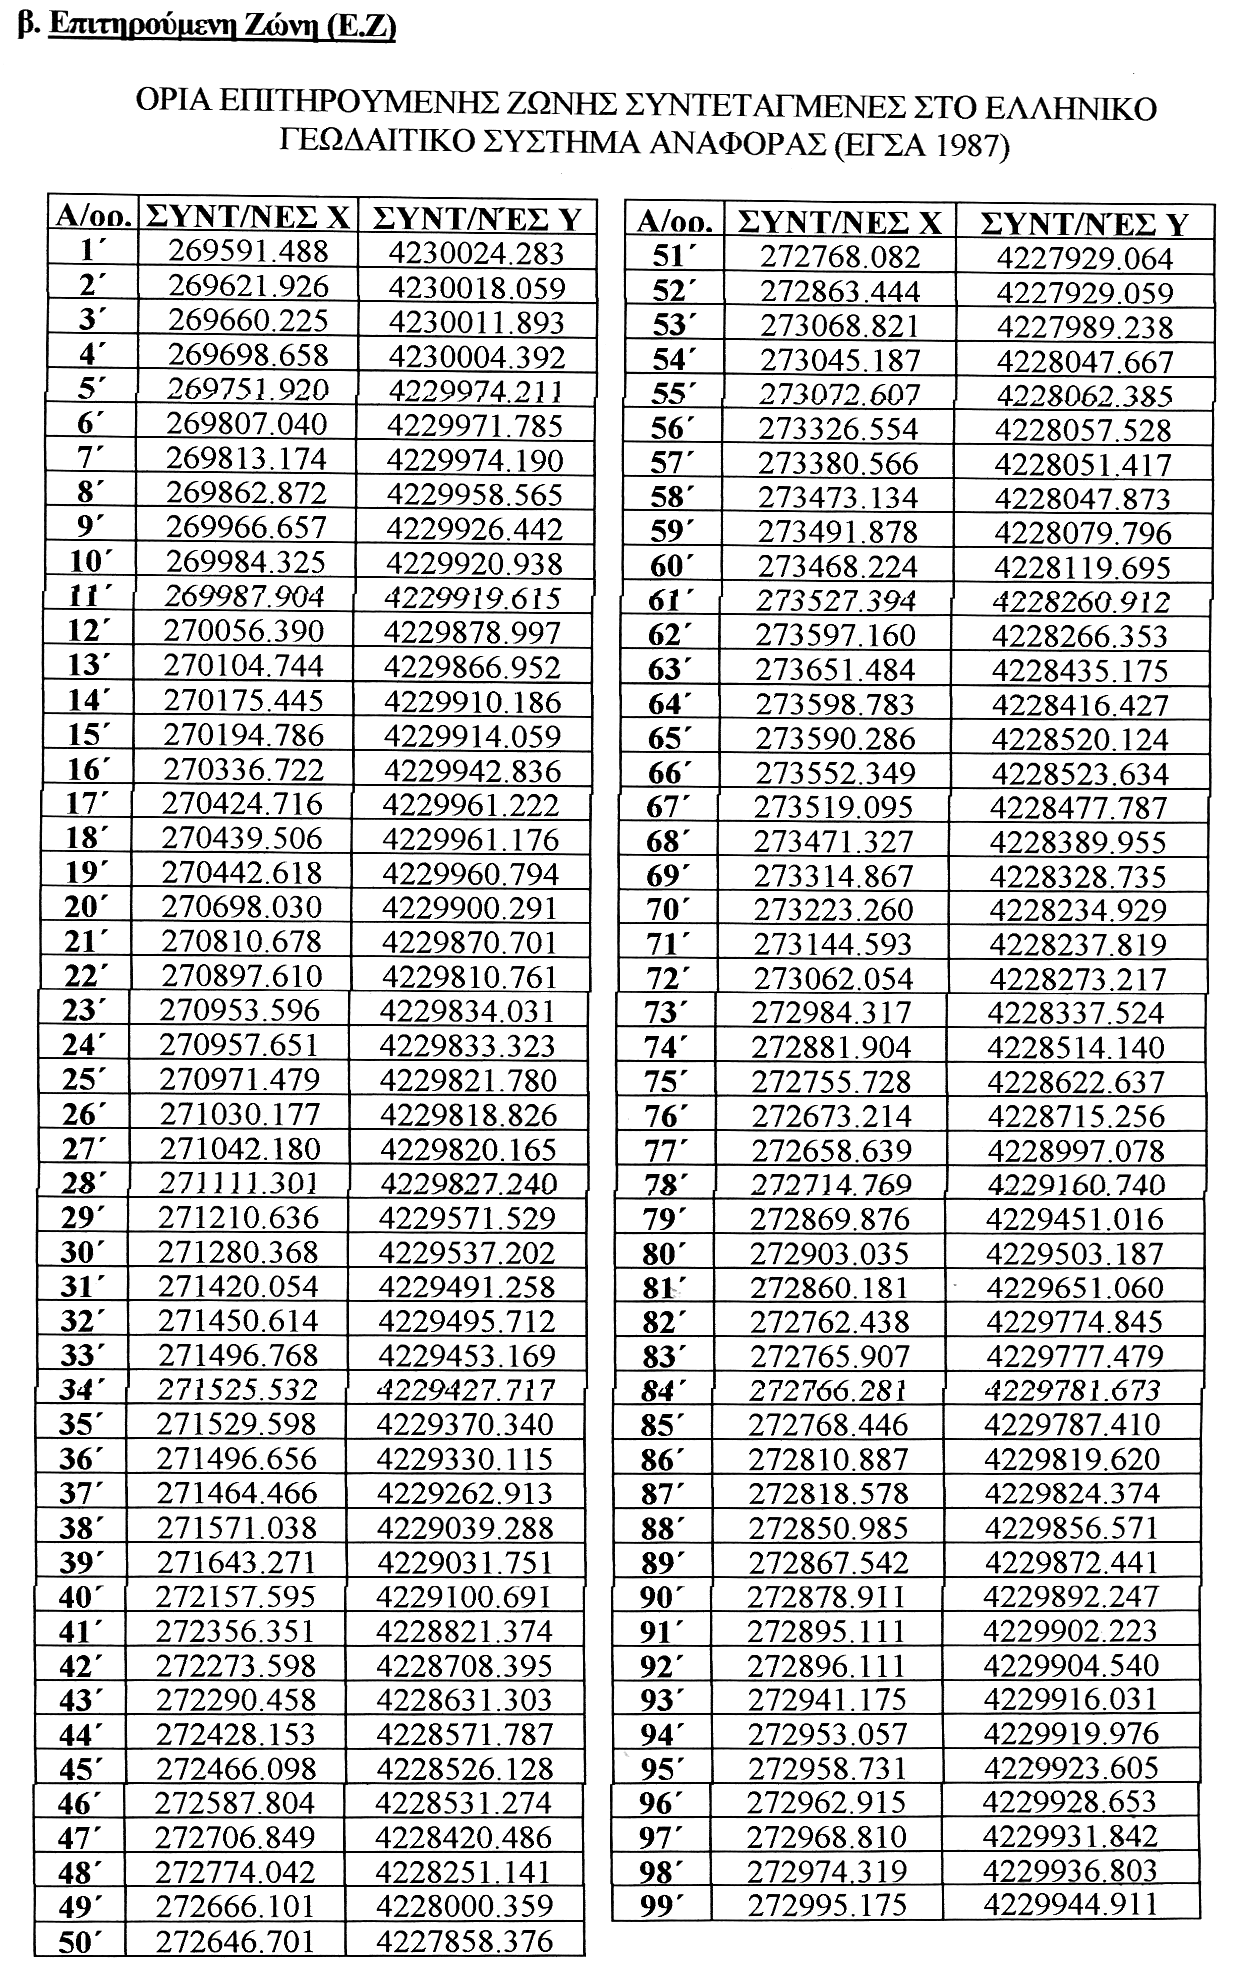 β. Επιτηρούμενη Ζώνη (Ε.Ζ)
ΟΡΙΑ ΕΠΙΤΗΡΟΥΜΕΝΗΣ ΖΩΝΗΣ ΣΥΝΤΕΤΑΓΜΕΝΕΣ ΣΤΟ ΕΛΛΗΝΙΚΟ
ΓΕΩΔΑΙΤΙΚΟ ΣΥΣΤΗΜΑ ΑΝΑΦΟΡΑΣ (ΕΓΣΑ 1987)
Α/ορ. ΣΥΝΤ/ΝΕΣ Χ ΣΥΝΤ/ΝΈΣ Υ
1΄ 269591.488 4230024.283
2΄ 269621.926 4230018.059
3΄ 269660.225 4230011.893
4΄ 269698.658 4230004.392
5΄ 269751.920 4229974.211
6΄ 269807.040 4229971.785
7΄ 269813.174 4229974.190
8΄ 269862.872 4229958.565
9΄ 269966.657 4229926.442
10΄ 269984.325 4229920.938
11΄ 269987.904 4229919.615
12΄ 270056.390 4229878.997
13΄ 270104.744 4229866.952
14΄ 270175.445 4229910.186
15΄ 270194.786 4229914.059
16΄ 270336.722 4229942.836
17΄ 270424.716 4229961.222
18΄ 270439.506 4229961.176
19΄ 270442.618 4229960.794
20΄ 270698.030 4229900.291
21΄ 270810.678 4229870.701
22΄ 270897.610 4229810.761
23΄ 270953.596 4229834.031
24΄ 270957.651 4229833.323
25΄ 270971.479 4229821.780
26΄ 271030.177 4229818.826
27΄ 271042.180 4229820.165
28΄ 271111.301 4229827.240
29΄ 271210.636 4229571.529
30΄ 271280.368 4229537.202
31΄ 271420.054 4229491.258
32΄ 271450.614 4229495.712
33΄ 271496.768 4229453.169
34΄ 271525.532 4229427.717
35΄ 271529.598 4229370.340
36΄ 271496.656 4229330.115
37΄ 271464.466 4229262.913
38΄ 271571.038 4229039.288
39΄ 271643.271 4229031.751
40΄ 272157.595 4229100.691
41΄ 272356.351 4228821.374
42΄ 272273.598 4228708.395
43΄ 272290.458 4228631.303
44΄ 272428.153 4228571.787
45΄ 272466.098 4228526.128
46΄ 272587.804 4228531.274
47΄ 272706.849 4228420.486
48΄ 272774.042 4228251.141
49΄ 272666.101 4228000.359
50΄ 272646.701 4227858.376
Α/ορ. ΣΥΝΤ/ΝΕΣ Χ ΣΥΝΤ/ΝΈΣ Υ
51΄ 272768.082 4227929.064
52΄ 272863.444 4227929.059
53΄ 273068.821 4227989.238
54΄ 273045.187 4228047.667
55΄ 273072.607 4228062.385
56΄ 273326.554 4228057.528
57΄ 273380.566 4228051.417
58΄ 273473.134 4228047.873
59΄ 273491.878 4228079.796
60΄ 273468.224 4228119.695
61΄ 273527.394 4228260.912
62΄ 273597.160 4228266.353
63΄ 273651.484 4228435.175
64΄ 273598.783 4228416.427
65΄ 273590.286 4228520.124
66΄ 273552.349 4228523.634
67΄ 273519.095 4228477.787
68΄ 273471.327 4228389.955
69΄ 273314.867 4228328.735
70΄ 273223.260 4228234.929
71΄ 273144.593 4228237.819
72΄ 273062.054 4228273.217
73΄ 272984.317 4228337.524
74΄ 272881.904 4228514.140
75΄ 272755.728 4228622.637
76΄ 272673.214 4228715.256
77΄ 272658.639 4228997.078
78΄ 272714.769 4229160.740
79΄ 272869.876 4229451.016
80΄ 272903.035 4229503.187
81΄ 272860.181 4229651.060
82΄ 272762.438 4229774.845
83΄ 272765.907 4229777.479
84΄ 272766.281 4229781.673
85΄ 272768.446 4229787.410
86΄ 272810.887 4229819.620
87΄ 272818.578 4229824.374
88΄ 272850.985 4229856.571
89΄ 272867.542 4229872.441
90΄ 272878.911 4229892.247
91΄ 272895.111 4229902.223
92΄ 272896.111 4229904.540
93΄ 272941.175 4229916.031
94΄ 272953.057 4229919.976
95΄ 272958.731 4229923.605
96΄ 272962.915 4229928.653
97΄ 272968.810 4229931.842
98΄ 272974.319 4229936.803
99΄ 272995.175 4229944.911